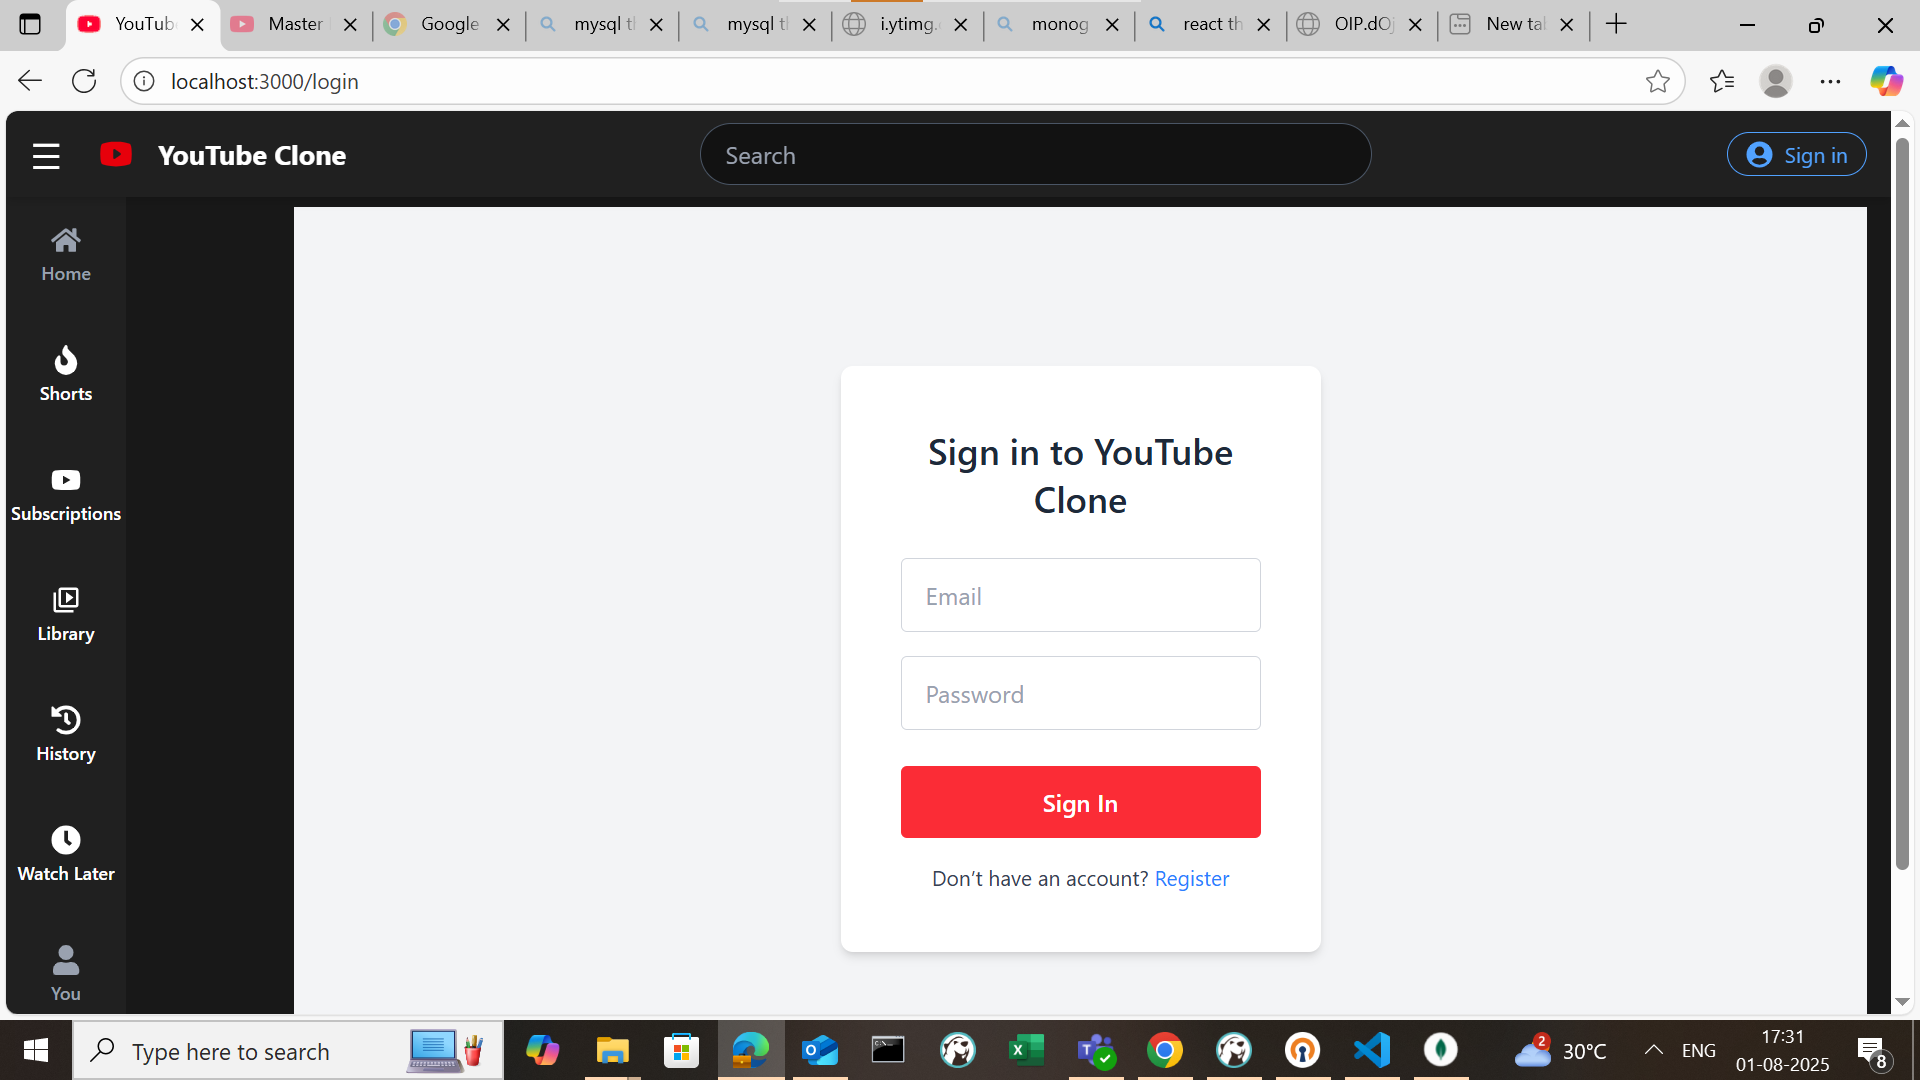 YouTub
Master
Google
mysql t
mysql t
i.ytimg.
monog
react th
OIP.dOj
New tal
localhost:3000/login
YouTube Clone
Search
Sign in
Home
Shorts
Subscriptions
Library
History
Watch Later
You
Sign in to YouTube
Clone
Email
Password
Sign In
Don’t have an account? Register
Type here to search
2
30°C
ENG
17:31
01-08-2025
8